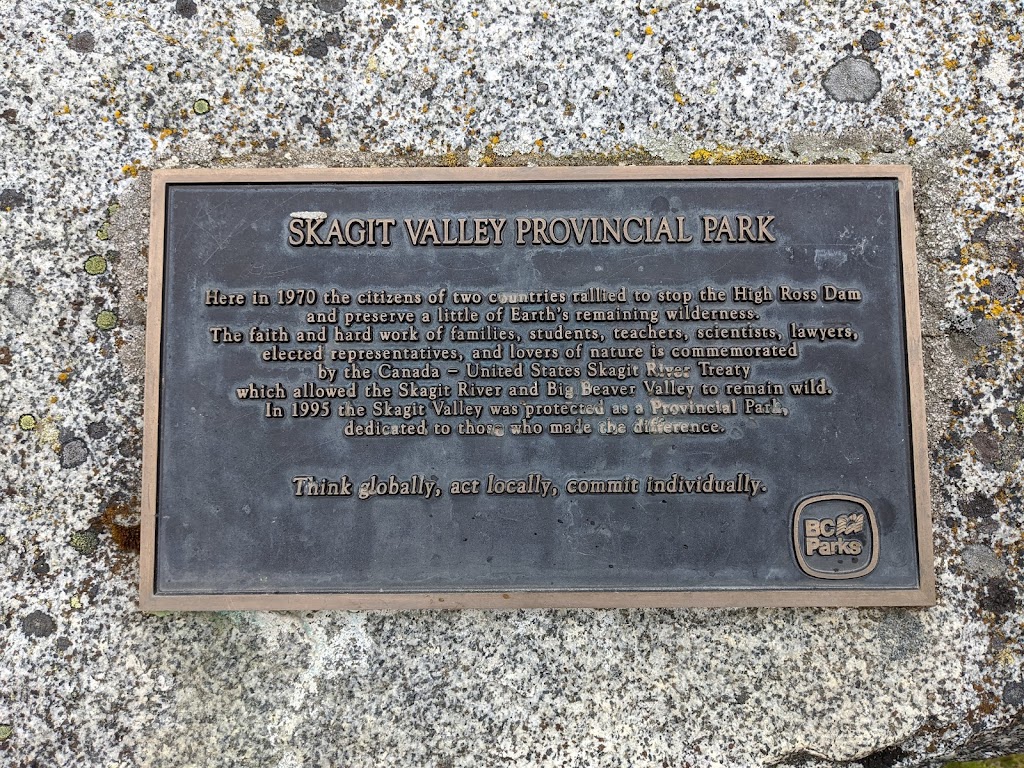 SKAGIT VALLEY PROVINCIAL PARK
Here in 1970 the citizens of two countries rallied to stop the High Ross Dam
and preserve a little of Earth's remaining wilderness.
The faith and hard work of families, students, teachers, scientists, lawyers,
elected representatives, and lovers of nature is commemorated
by the Canada – United States Skagit River Treaty
which allowed the Skagit River and Big Beaver Valley to remain wild.
In 1995 the Skagit Valley was protected as a Provincial Park,
dedicated to those who made the difference.
Think globally, act locally, commit individually.
BC
Parks